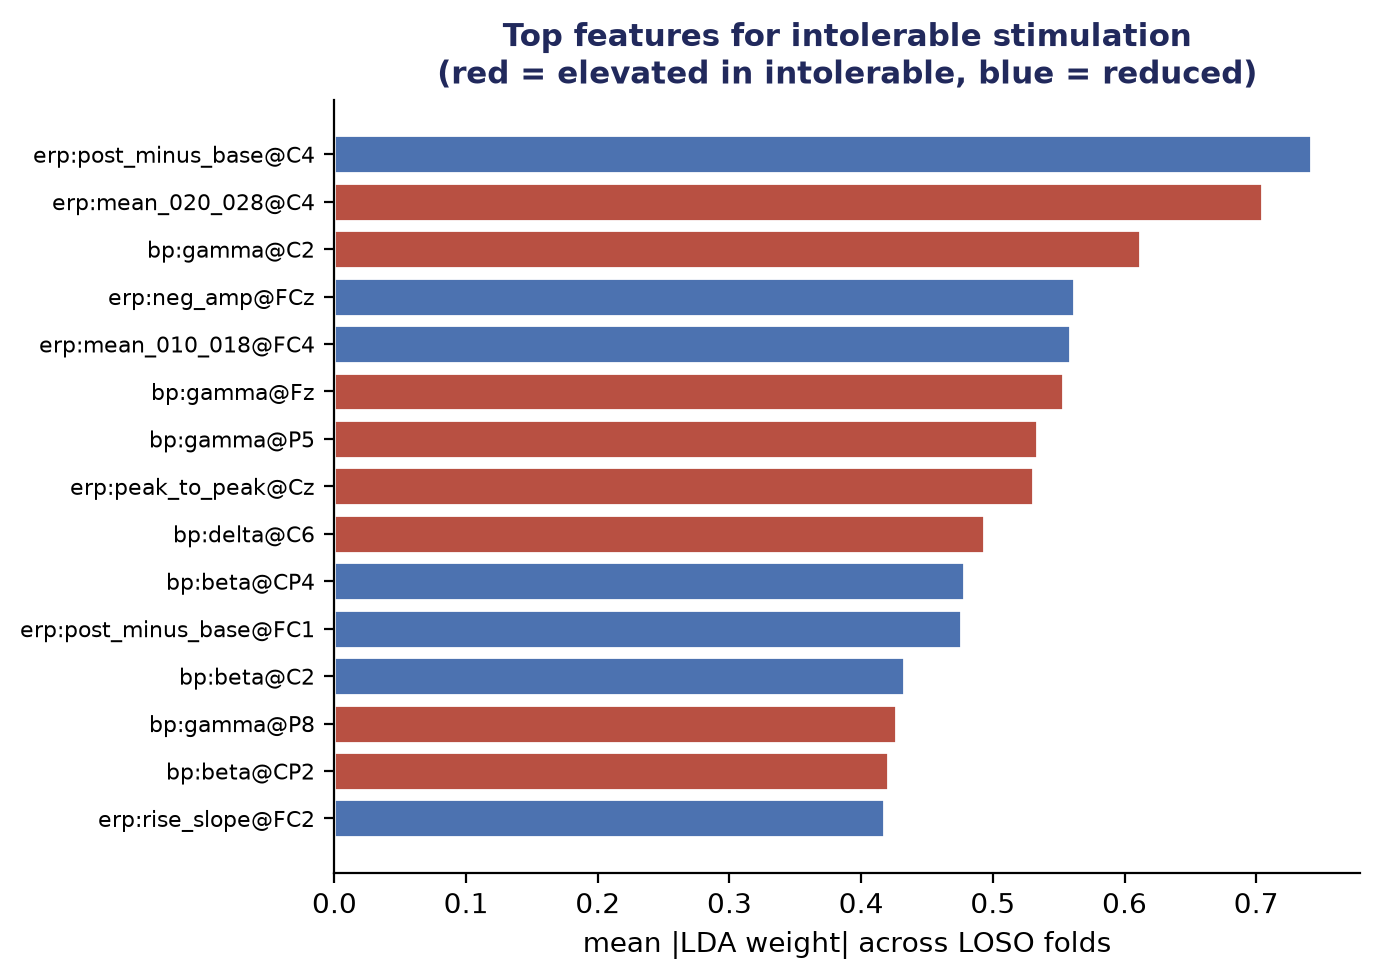 Top features for intolerable stimulation
(red = elevated in intolerable, blue = reduced)
erp:post_minus_base@C4
erp:mean_020_028@C4
bp:gamma@C2
erp:neg_amp@FCz
erp:mean_010_018@FC4
bp:gamma@Fz
bp:gamma@P5
erp:peak_to_peak@Cz
bp:delta@C6
bp:beta@CP4
erp:post_minus_base@FC1
bp:beta@C2
bp:gamma@P8
bp:beta@CP2
erp:rise_slope@FC2
0.0 0.1 0.2 0.3 0.4 0.5 0.6 0.7
mean |LDA weight| across LOSO folds